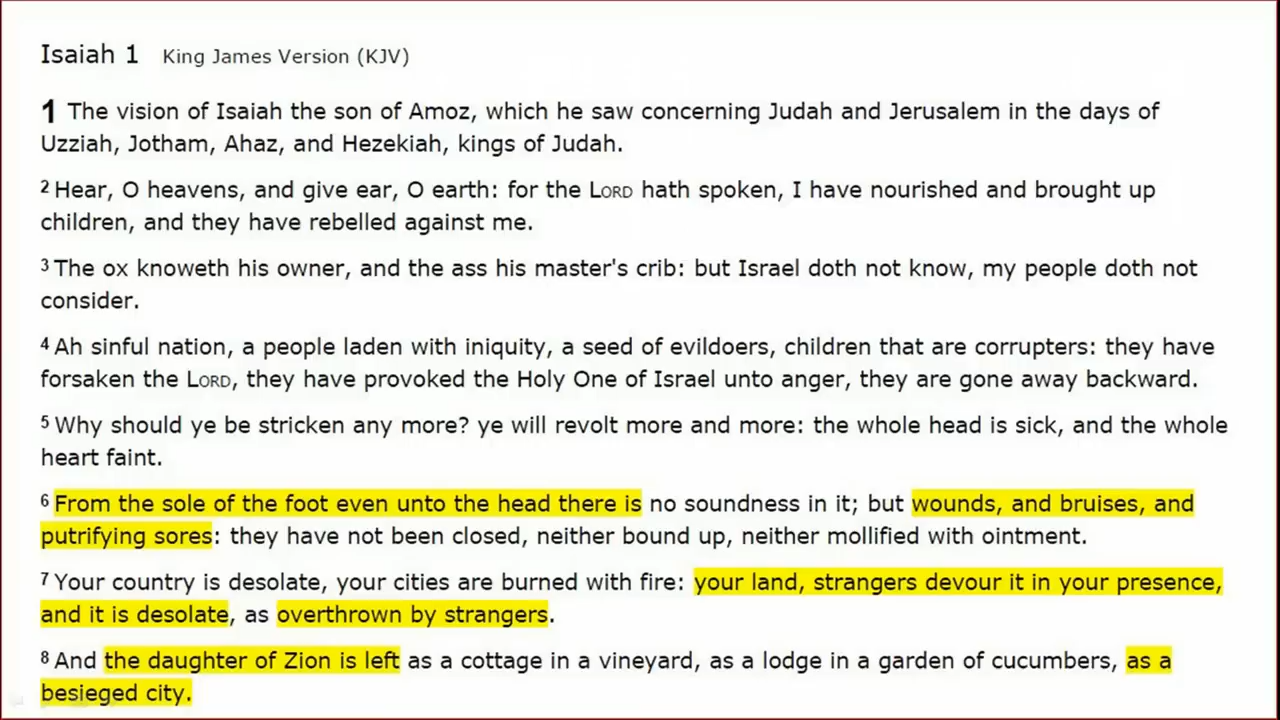 Isaiah 1 King James Version (KJV)
1 The vision of Isaiah the son of Amoz, which he saw concerning Judah and Jerusalem in the days of
Uzziah, Jotham, Ahaz, and Hezekiah, kings of Judah.
2 Hear, O heavens, and give ear, O earth: for the LORD hath spoken, I have nourished and brought up
children, and they have rebelled against me.
3 The ox knoweth his owner, and the ass his master's crib: but Israel doth not know, my people doth not
consider.
4 Ah sinful nation, a people laden with iniquity, a seed of evildoers, children that are corrupters: they have
forsaken the LORD, they have provoked the Holy One of Israel unto anger, they are gone away backward.
5 Why should ye be stricken any more? ye will revolt more and more: the whole head is sick, and the whole
heart faint.
6 From the sole of the foot even unto the head there is no soundness in it; but wounds, and bruises, and
putrifying sores: they have not been closed, neither bound up, neither mollified with ointment.
7 Your country is desolate, your cities are burned with fire: your land, strangers devour it in your presence,
and it is desolate, as overthrown by strangers.
8 And the daughter of Zion is left as a cottage in a vineyard, as a lodge in a garden of cucumbers, as a
besieged city.